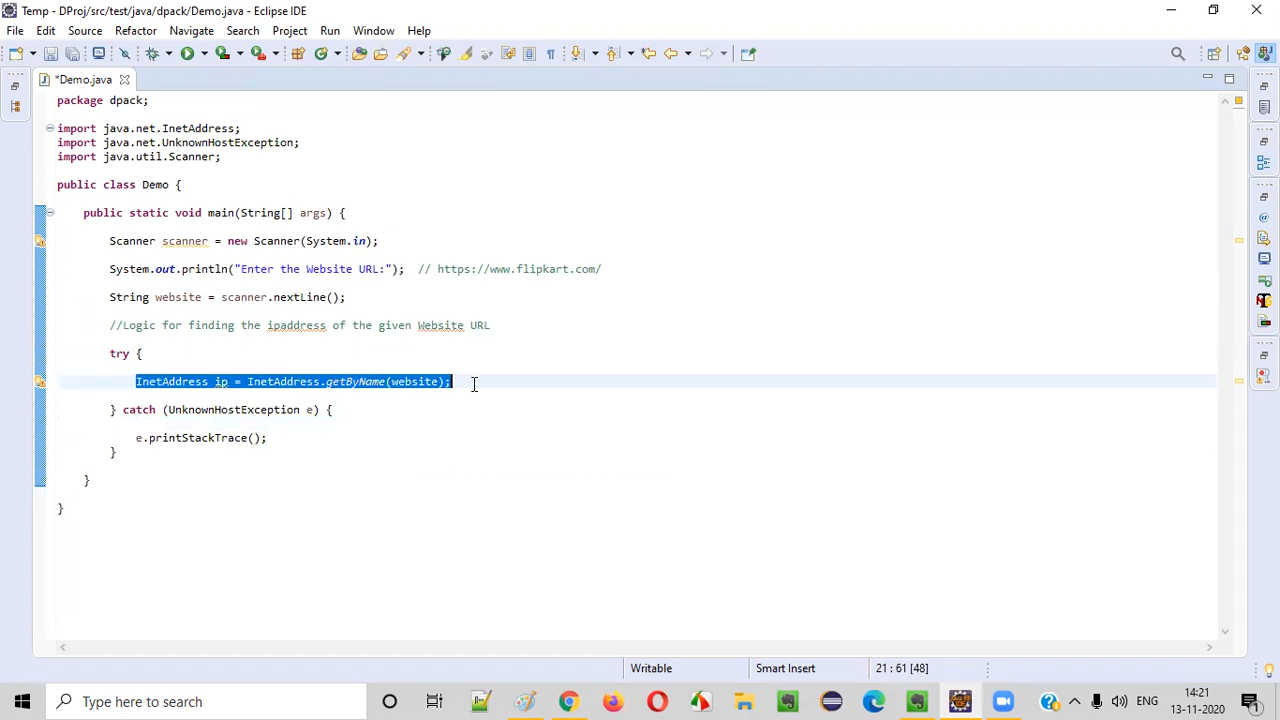 Temp - DProj/src/test/java/dpack/Demo.java - Eclipse IDE
File Edit Source Refactor Navigate Search Project Run Window Help
*Demo.java
package dpack;
import java.net.InetAddress;
import java.net.UnknownHostException;
import java.util.Scanner;
public class Demo {
public static void main(String[] args) {
Scanner scanner = new Scanner(System.in);
System.out.println("Enter the Website URL:"); // https://www.flipkart.com/
String website = scanner.nextLine();
//Logic for finding the ipaddress of the given Website URL
try {
InetAddress ip = InetAddress.getByName(website);
} catch (UnknownHostException e) {
e.printStackTrace();
}
}
}
Writable Smart Insert 21 : 61 [48]
Type here to search
ENG
14:21
13-11-2020